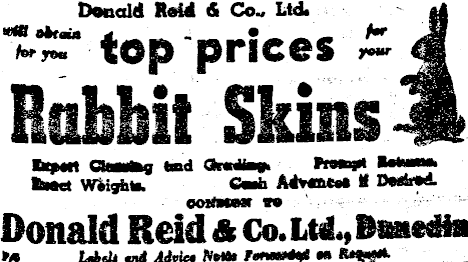 Donald Reid & Co., Ltd.
will obtain for you top prices for your
Rabbit Skins
Expert Classing and Grading. Prompt Returns.
Exact Weights. Cash Advances if Desired.
CONSIGN TO
Donald Reid & Co. Ltd., Dunedin
Labels and Advice Notes Forwarded on Request.